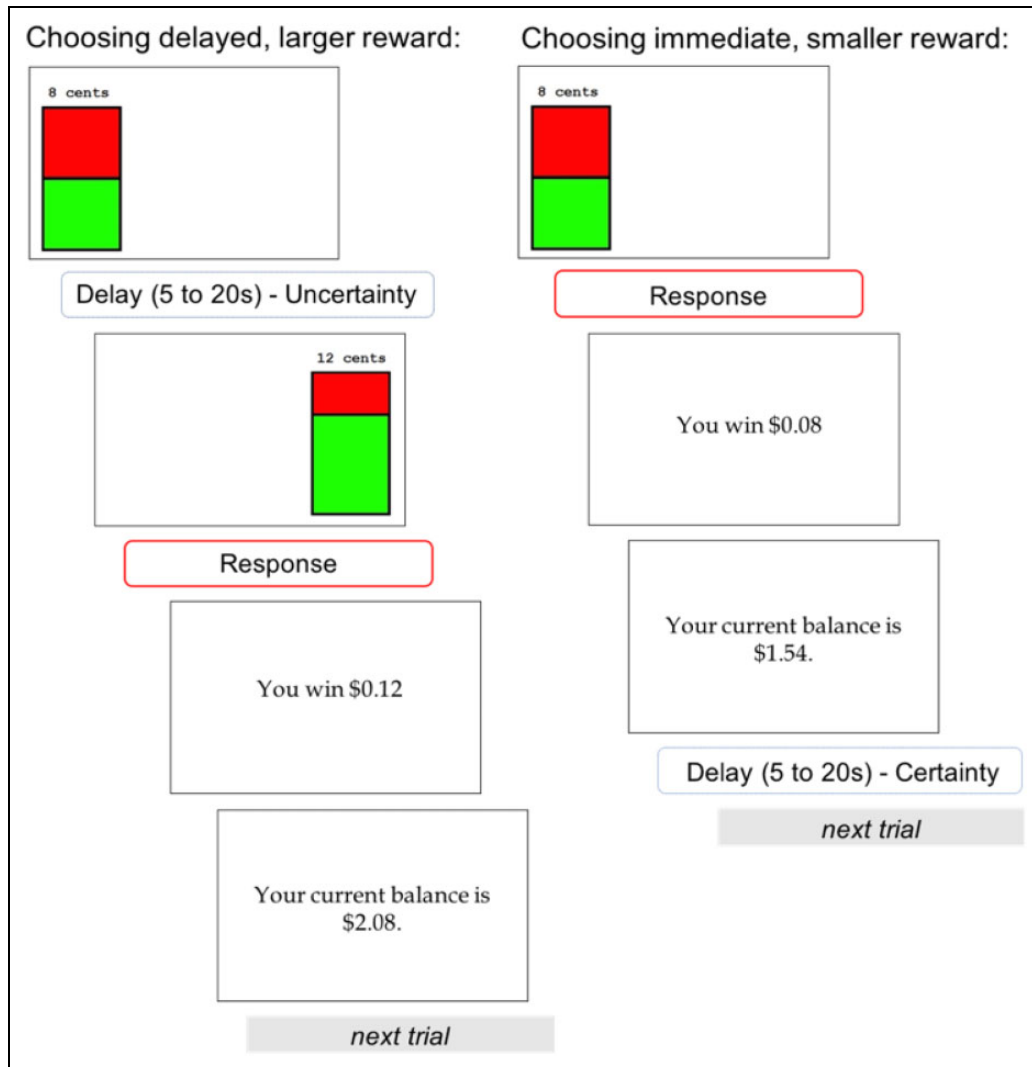 Choosing delayed, larger reward:
8 cents
Delay (5 to 20s) - Uncertainty
12 cents
Response
You win $0.12
Your current balance is
$2.08.
next trial
Choosing immediate, smaller reward:
8 cents
Response
You win $0.08
Your current balance is
$1.54.
Delay (5 to 20s) - Certainty
next trial